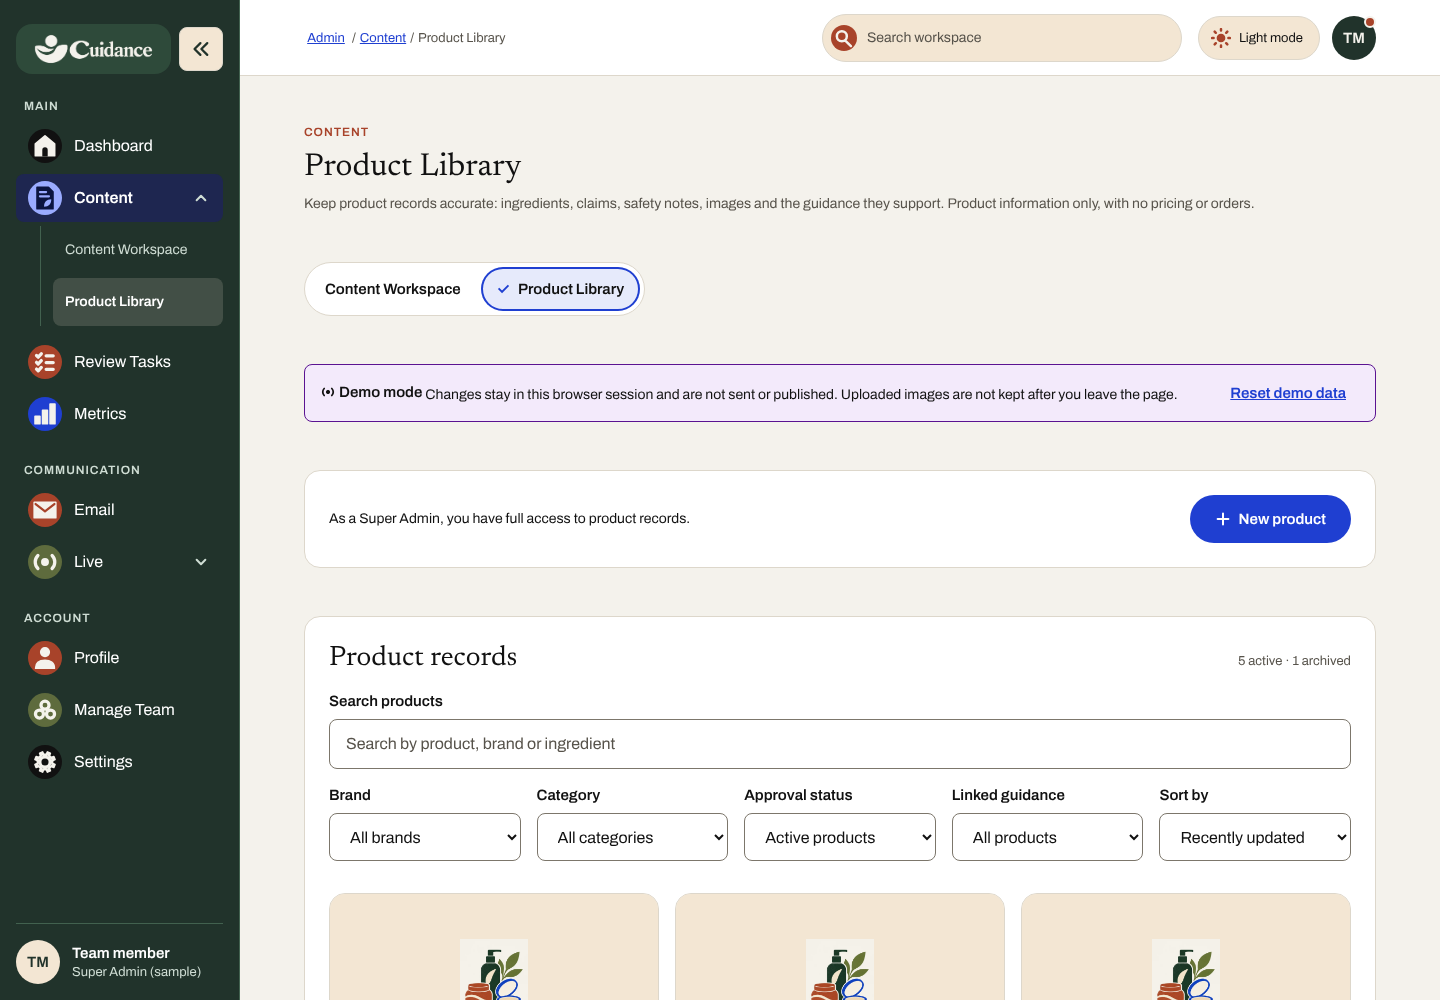 Guidance
MAIN
Dashboard
Content
Content Workspace
Product Library
Review Tasks
Metrics
COMMUNICATION
Email
Live
ACCOUNT
Profile
Manage Team
Settings
TM
Team member
Super Admin (sample)
Admin / Content / Product Library
Search workspace
Light mode
TM
CONTENT
Product Library
Keep product records accurate: ingredients, claims, safety notes, images and the guidance they support. Product information only, with no pricing or orders.
Content Workspace
Product Library
Demo mode Changes stay in this browser session and are not sent or published. Uploaded images are not kept after you leave the page.
Reset demo data
As a Super Admin, you have full access to product records.
New product
Product records
5 active · 1 archived
Search products
Search by product, brand or ingredient
Brand
Category
Approval status
Linked guidance
Sort by
All brands
All categories
Active products
All products
Recently updated